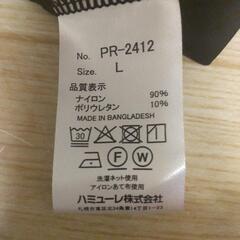 No. PR-2412
Size. L
品質表示
ナイロン 90%
ポリウレタン 10%
MADE IN BANGLADESH
30
F W
洗濯ネット使用
アイロンあて布使用
ハミューレ株式会社